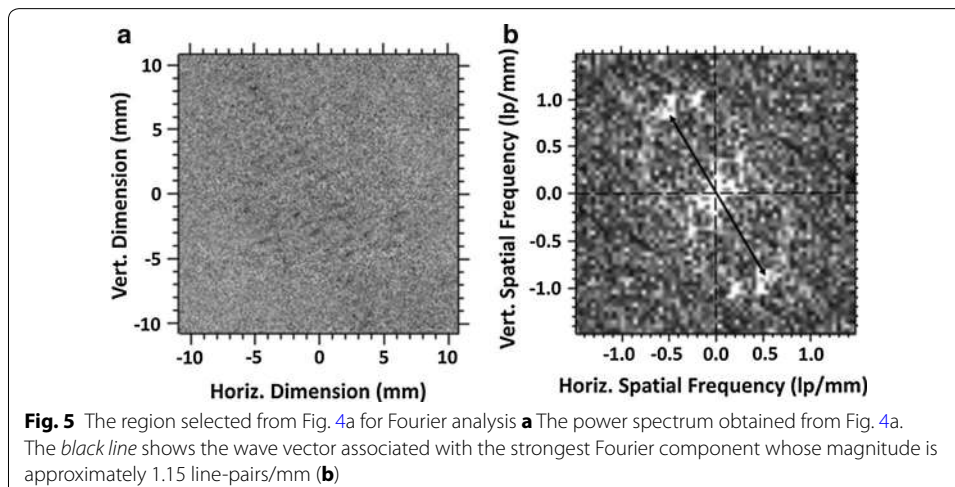 a
b
10
5
0
-5
-10
Vert. Dimension (mm)
-10 -5 0 5 10
Horiz. Dimension (mm)
1.0
0.5
0.0
-0.5
-1.0
Vert. Spatial Frequency (lp/mm)
-1.0 -0.5 0.0 0.5 1.0
Horiz. Spatial Frequency (lp/mm)
Fig. 5 The region selected from Fig. 4a for Fourier analysis a The power spectrum obtained from Fig. 4a.
The black line shows the wave vector associated with the strongest Fourier component whose magnitude is
approximately 1.15 line-pairs/mm (b)